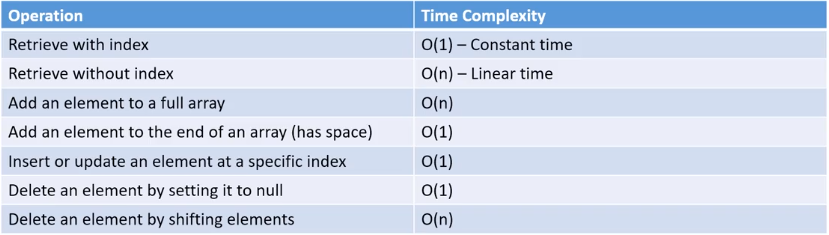 Operation Time Complexity
Retrieve with index O(1) – Constant time
Retrieve without index O(n) – Linear time
Add an element to a full array O(n)
Add an element to the end of an array (has space) O(1)
Insert or update an element at a specific index O(1)
Delete an element by setting it to null O(1)
Delete an element by shifting elements O(n)